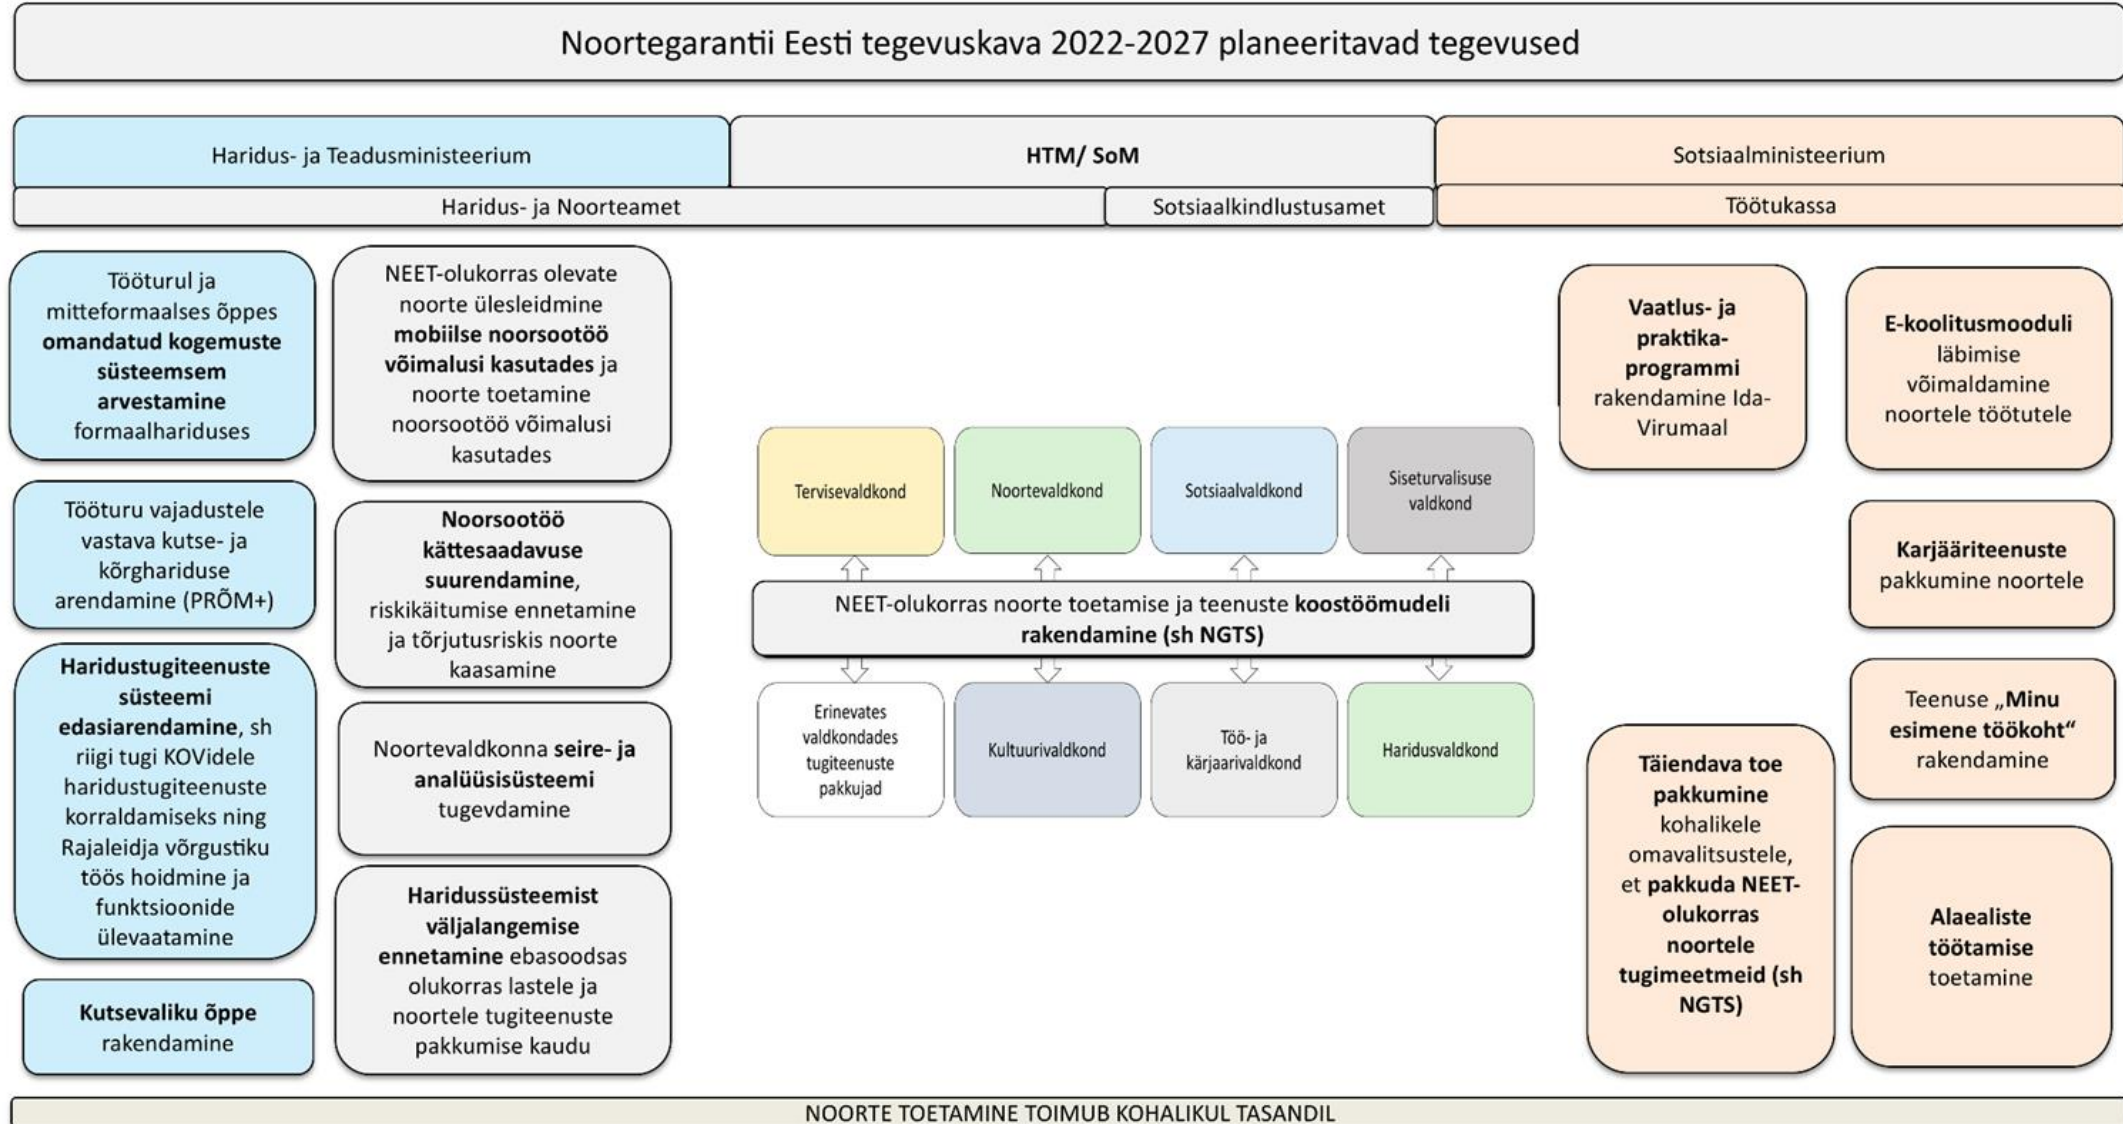 Noortegarantii Eesti tegevuskava 2022-2027 planeeritavad tegevused
Haridus- ja Teadusministeerium
HTM/ SoM
Sotsiaalministeerium
Haridus- ja Noorteamet
Sotsiaalkindlustusamet
Töötukassa
Tööturul ja
mitteformaalses õppes
omandatud kogemuste
süsteemsem
arvestamine
formaalhariduses
Tööturu vajadustele
vastava kutse- ja
kõrghariduse
arendamine (PRÕM+)
Haridustugiteenuste
süsteemi
edasiarendamine, sh
riigi tugi KOVidele
haridustugiteenuste
korraldamiseks ning
Rajaleidja võrgustiku
töös hoidmine ja
funktsioonide
ülevaatamine
Kutsevaliku õppe
rakendamine
NEET-olukorras olevate
noorte ülesleidmine
mobiilse noorsootöö
võimalusi kasutades ja
noorte toetamine
noorsootöö võimalusi
kasutades
Noorsootöö
kättesaadavuse
suurendamine,
riskikäitumise ennetamine
ja tõrjutusriskis noorte
kaasamine
Noortevaldkonna seire- ja
analüüsisüsteemi
tugevdamine
Haridussüsteemist
väljalangemise
ennetamine ebasoodsas
olukorras lastele ja
noortele tugiteenuste
pakkumise kaudu
Tervisevaldkond
Noortevaldkond
Sotsiaalvaldkond
Siseturvalisuse
valdkond
NEET-olukorras noorte toetamise ja teenuste koostöömudeli
rakendamine (sh NGTS)
Erinevates
valdkondades
tugiteenuste
pakkujad
Kultuurivaldkond
Töö- ja
kärjaarivaldkond
Haridusvaldkond
Vaatlus- ja
praktika-
programmi
rakendamine Ida-
Virumaal
Täiendava toe
pakkumine
kohalikele
omavalitsustele,
et pakkuda NEET-
olukorras
noortele
tugimeetmeid (sh
NGTS)
E-koolitusmooduli
läbimise
võimaldamine
noortele töötutele
Karjääriteenuste
pakkumine noortele
Teenuse „Minu
esimene töökoht“
rakendamine
Alaealiste
töötamise
toetamine
NOORTE TOETAMINE TOIMUB KOHALIKUL TASANDIL